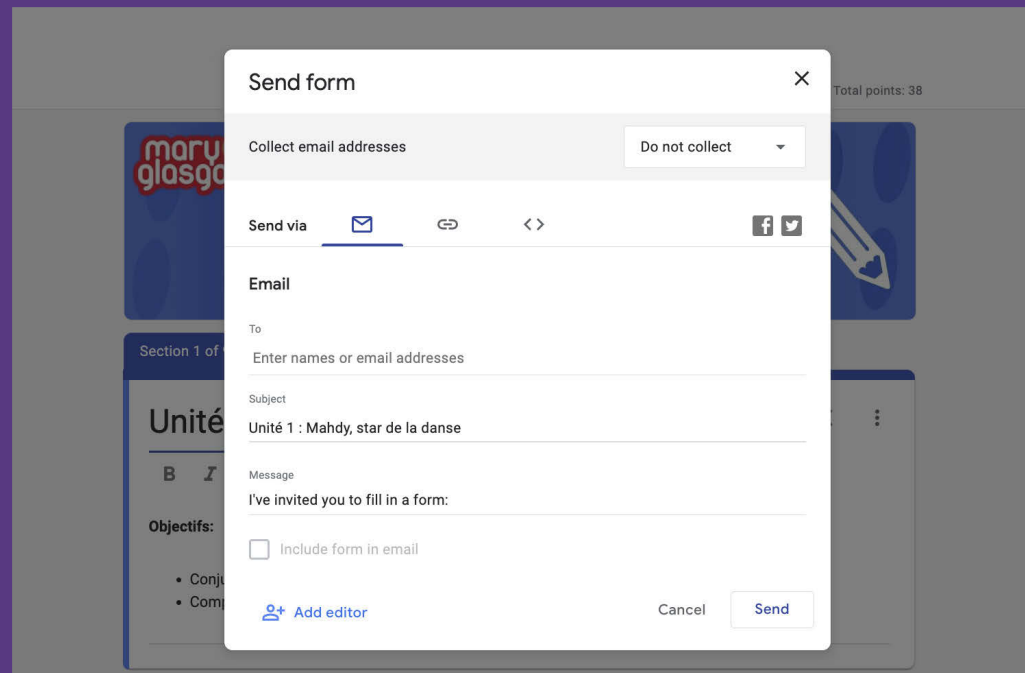 Send form
Total points: 38
mary
Collect email addresses
Do not collect
Send via
Email
To
Enter names or email addresses
Section 1 of
Subject
Unité
Unité 1 : Mahdy, star de la danse
B I
Message
I've invited you to fill in a form:
Objectifs:
Include form in email
Add editor
Cancel
Send